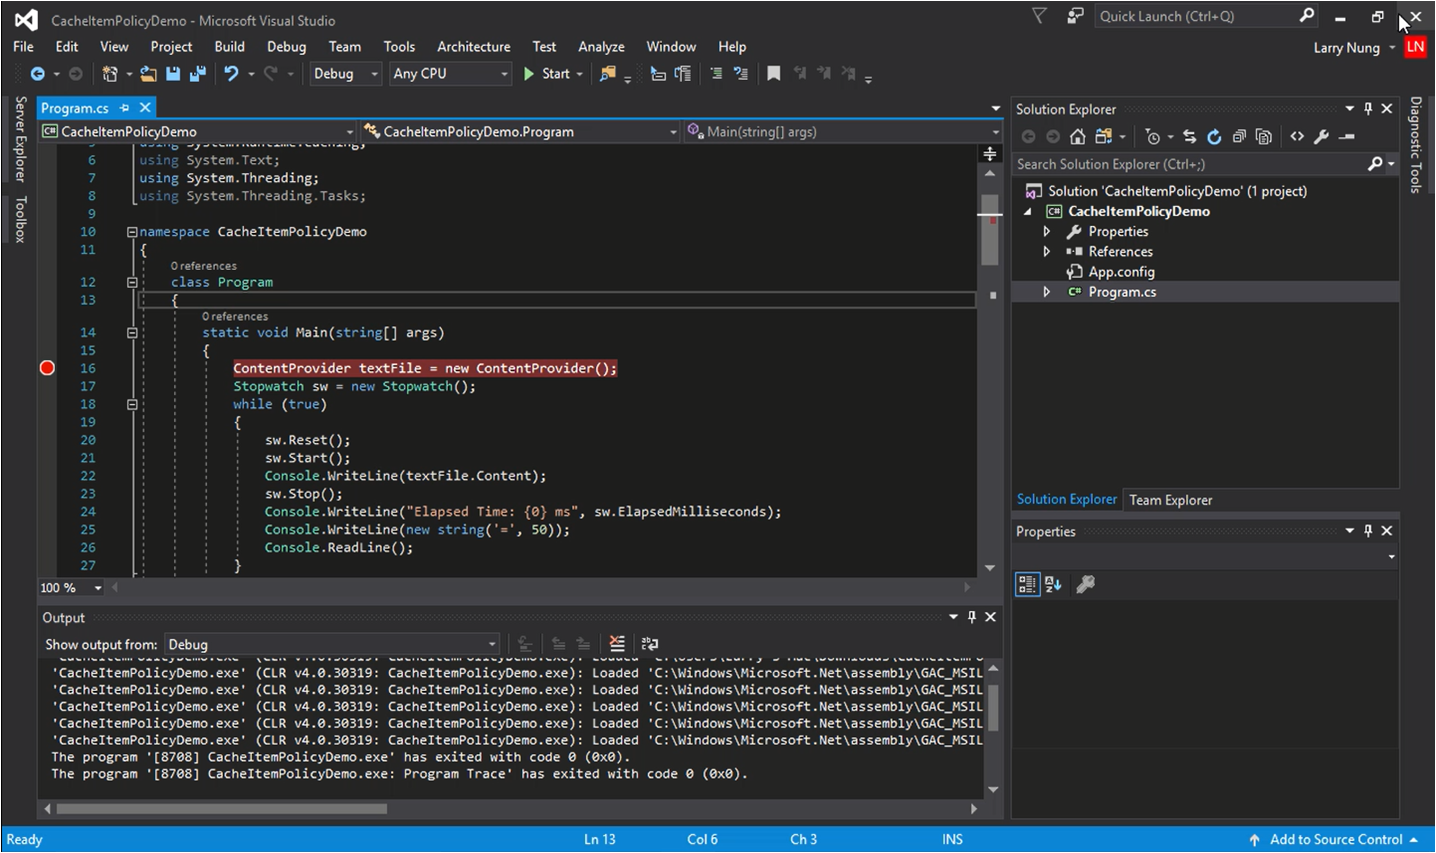 CacheItemPolicyDemo - Microsoft Visual Studio
Quick Launch (Ctrl+Q)
File Edit View Project Build Debug Team Tools Architecture Test Analyze Window Help
Larry Nung LN
Debug Any CPU Start
Server Explorer
Toolbox
Program.cs
CacheItemPolicyDemo CacheItemPolicyDemo.Program Main(string[] args)
5 using System.Runtime.Caching;
6 using System.Text;
7 using System.Threading;
8 using System.Threading.Tasks;
9
10 namespace CacheItemPolicyDemo
11 {
0 references
12 class Program
13 {
0 references
14 static void Main(string[] args)
15 {
16 ContentProvider textFile = new ContentProvider();
17 Stopwatch sw = new Stopwatch();
18 while (true)
19 {
20 sw.Reset();
21 sw.Start();
22 Console.WriteLine(textFile.Content);
23 sw.Stop();
24 Console.WriteLine("Elapsed Time: {0} ms", sw.ElapsedMilliseconds);
25 Console.WriteLine(new string('=', 50));
26 Console.ReadLine();
27 }
100 %
Output
Show output from: Debug
'CacheItemPolicyDemo.exe' (CLR v4.0.30319: CacheItemPolicyDemo.exe): Loaded
'CacheItemPolicyDemo.exe' (CLR v4.0.30319: CacheItemPolicyDemo.exe): Loaded 'C:\Windows\Microsoft.Net\assembly\GAC_MSIL
'CacheItemPolicyDemo.exe' (CLR v4.0.30319: CacheItemPolicyDemo.exe): Loaded 'C:\Windows\Microsoft.Net\assembly\GAC_MSIL
'CacheItemPolicyDemo.exe' (CLR v4.0.30319: CacheItemPolicyDemo.exe): Loaded 'C:\Windows\Microsoft.Net\assembly\GAC_MSIL
'CacheItemPolicyDemo.exe' (CLR v4.0.30319: CacheItemPolicyDemo.exe): Loaded 'C:\Windows\Microsoft.Net\assembly\GAC_MSIL
'CacheItemPolicyDemo.exe' (CLR v4.0.30319: CacheItemPolicyDemo.exe): Loaded 'C:\Windows\Microsoft.Net\assembly\GAC_MSIL
The program '[8708] CacheItemPolicyDemo.exe' has exited with code 0 (0x0).
The program '[8708] CacheItemPolicyDemo.exe: Program Trace' has exited with code 0 (0x0).
Solution Explorer
Search Solution Explorer (Ctrl+;)
Solution 'CacheItemPolicyDemo' (1 project)
C# CacheItemPolicyDemo
Properties
References
App.config
C# Program.cs
Solution Explorer Team Explorer
Properties
Diagnostic Tools
Ready Ln 13 Col 6 Ch 3 INS Add to Source Control